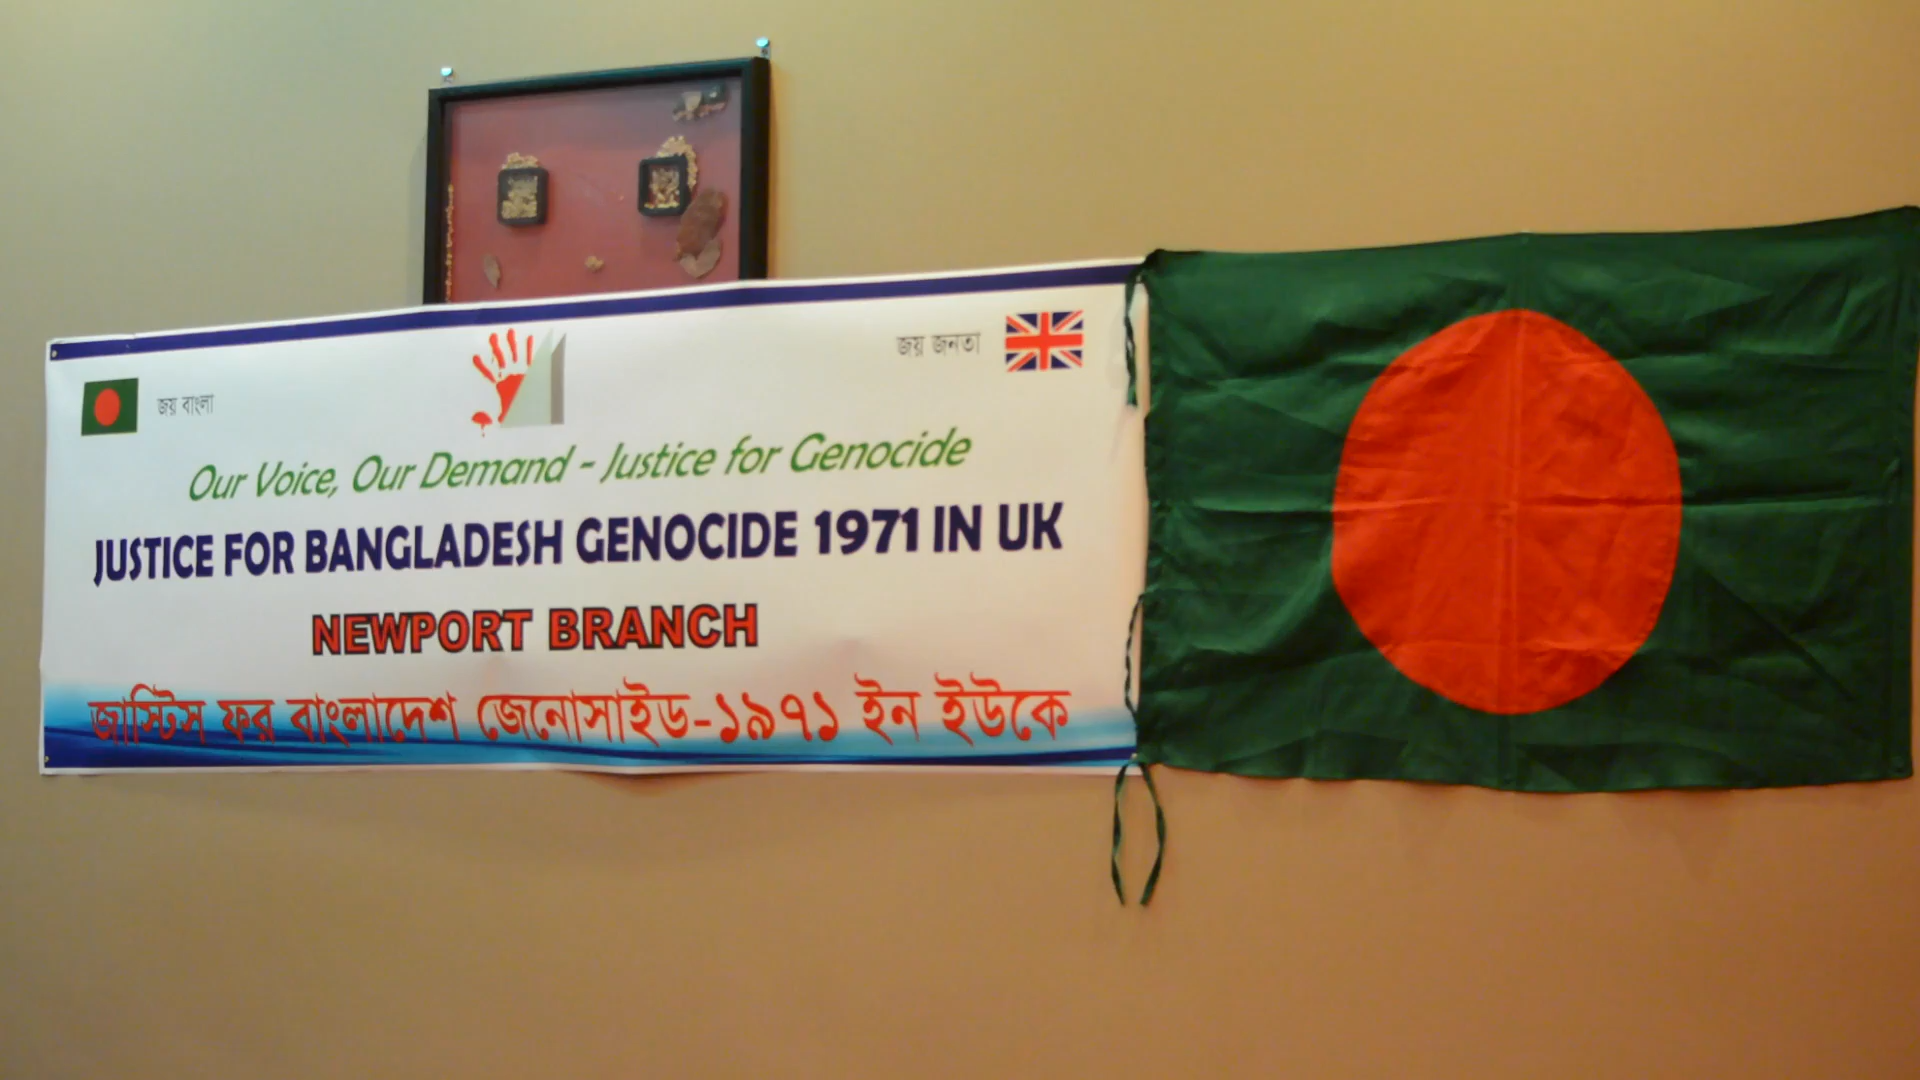 জয় বাংলা
জয় জনতা
Our Voice, Our Demand - Justice for Genocide
JUSTICE FOR BANGLADESH GENOCIDE 1971 IN UK
NEWPORT BRANCH
জাস্টিস ফর বাংলাদেশ জেনোসাইড-১৯৭১ ইন ইউকে